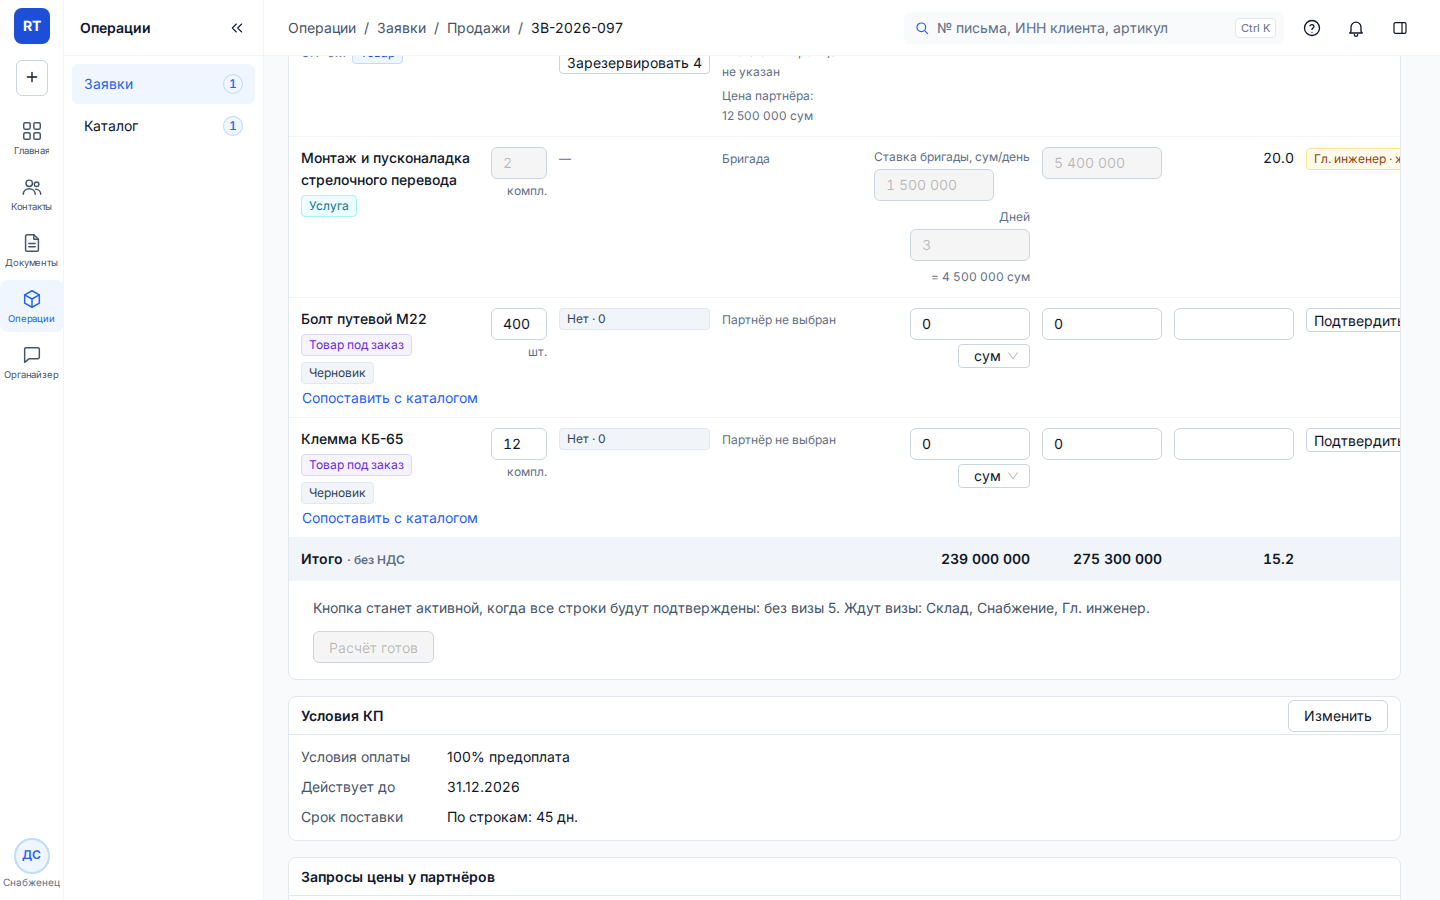 RT
Операции
Операции / Заявки / Продажи / ЗВ-2026-097
№ письма, ИНН клиента, артикул
Ctrl K
Главная
Контакты
Документы
Операции
Органайзер
ДС
Снабженец
Заявки 1
Каталог 1
Зарезервировать 4
не указан
Цена партнёра:
12 500 000 сум
Монтаж и пусконаладка
стрелочного перевода
Услуга
2
компл.
—
Бригада
Ставка бригады, сум/день
1 500 000
Дней
3
= 4 500 000 сум
5 400 000
20.0
Гл. инженер ·
Болт путевой М22
Товар под заказ
Черновик
Сопоставить с каталогом
400
шт.
Нет · 0
Партнёр не выбран
0
сум
0
Подтвердить
Клемма КБ-65
Товар под заказ
Черновик
Сопоставить с каталогом
12
компл.
Нет · 0
Партнёр не выбран
0
сум
0
Подтвердить
Итого · без НДС 239 000 000 275 300 000 15.2
Кнопка станет активной, когда все строки будут подтверждены: без визы 5. Ждут визы: Склад, Снабжение, Гл. инженер.
Расчёт готов
Условия КП
Изменить
Условия оплаты 100% предоплата
Действует до 31.12.2026
Срок поставки По строкам: 45 дн.
Запросы цены у партнёров